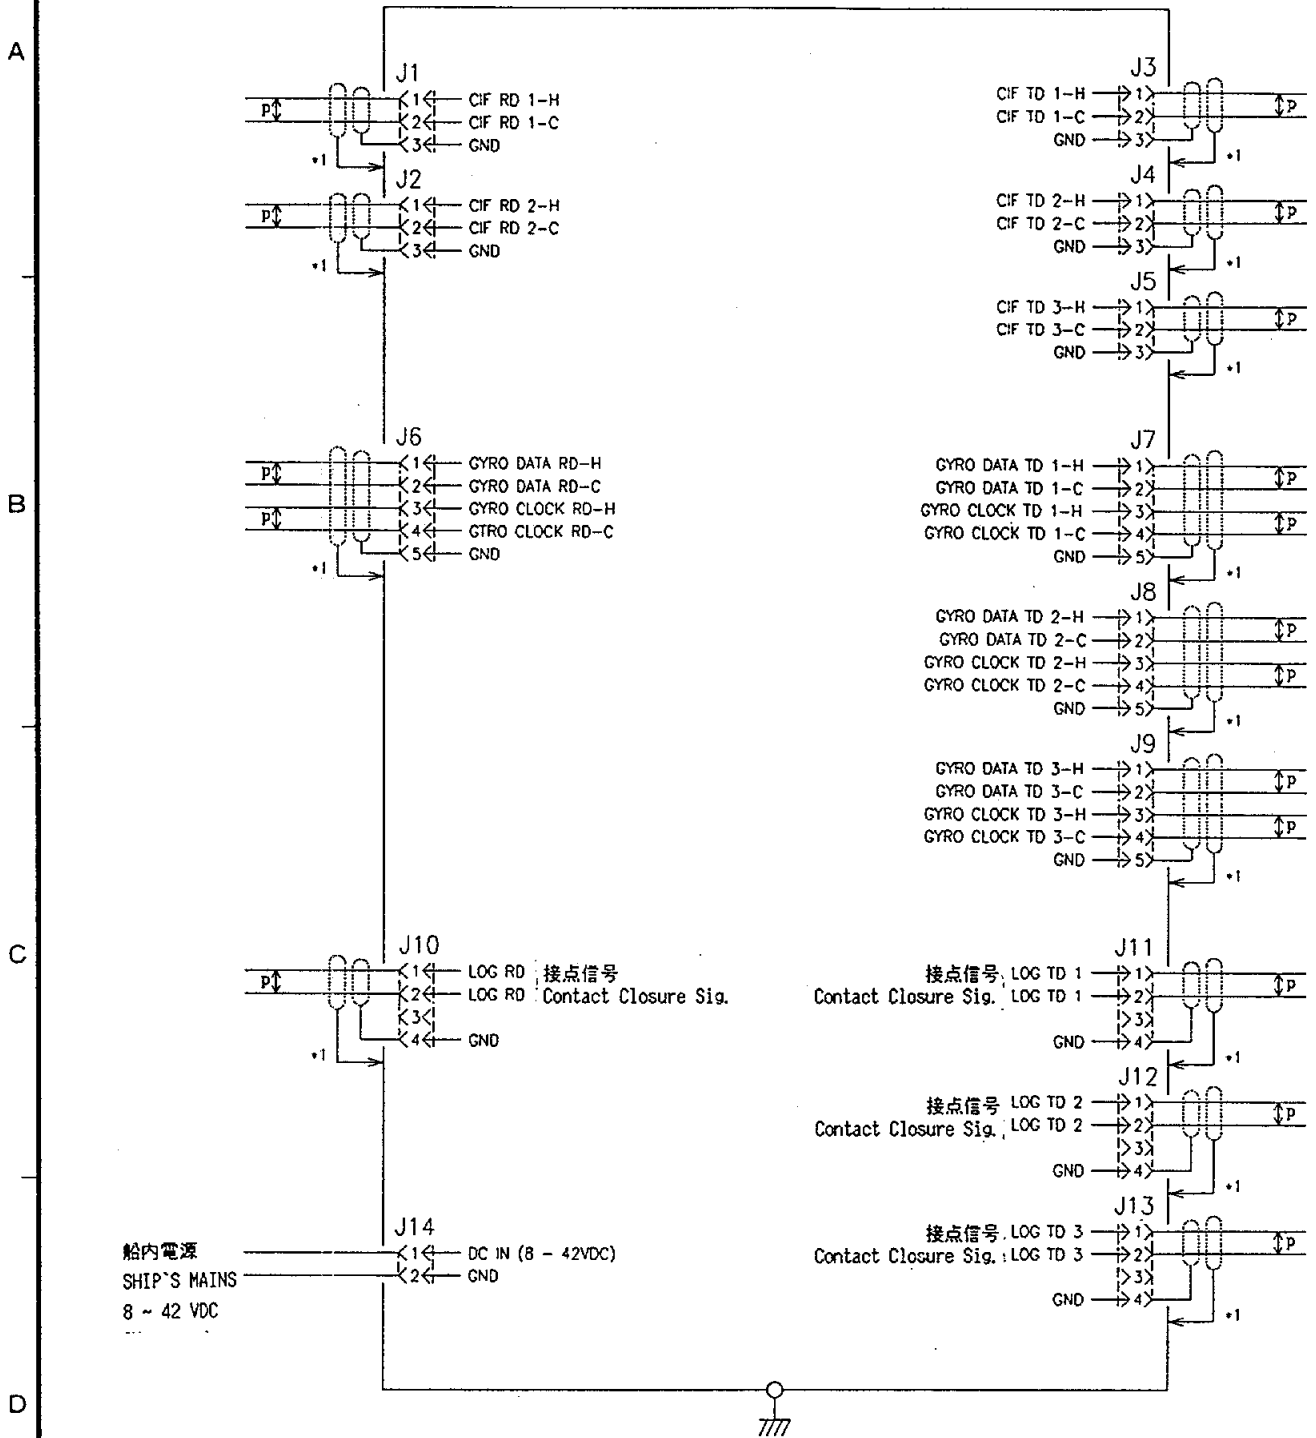 A
J1
1 CIF RD 1-H
P
2 CIF RD 1-C
3 GND
*1
J2
1 CIF RD 2-H
P
2 CIF RD 2-C
3 GND
*1
J3
CIF TD 1-H 1
P
CIF TD 1-C 2
GND 3
*1
J4
CIF TD 2-H 1
P
CIF TD 2-C 2
GND 3
*1
J5
CIF TD 3-H 1
P
CIF TD 3-C 2
GND 3
*1
B
J6
1 GYRO DATA RD-H
P
2 GYRO DATA RD-C
3 GYRO CLOCK RD-H
P
4 GTRO CLOCK RD-C
5 GND
*1
J7
GYRO DATA TD 1-H 1
P
GYRO DATA TD 1-C 2
GYRO CLOCK TD 1-H 3
P
GYRO CLOCK TD 1-C 4
GND 5
*1
J8
GYRO DATA TD 2-H 1
P
GYRO DATA TD 2-C 2
GYRO CLOCK TD 2-H 3
P
GYRO CLOCK TD 2-C 4
GND 5
*1
J9
GYRO DATA TD 3-H 1
P
GYRO DATA TD 3-C 2
GYRO CLOCK TD 3-H 3
P
GYRO CLOCK TD 3-C 4
GND 5
*1
C
J10
1 LOG RD 接点信号
P
2 LOG RD Contact Closure Sig.
3
4 GND
*1
J11
接点信号 LOG TD 1 1
P
Contact Closure Sig. LOG TD 1 2
3
GND 4
*1
J12
接点信号 LOG TD 2 1
P
Contact Closure Sig. LOG TD 2 2
3
GND 4
*1
J13
接点信号 LOG TD 3 1
P
Contact Closure Sig. LOG TD 3 2
3
GND 4
*1
J14
船内電源 1 DC IN (8 - 42VDC)
SHIP`S MAINS 2 GND
8 ~ 42 VDC
D